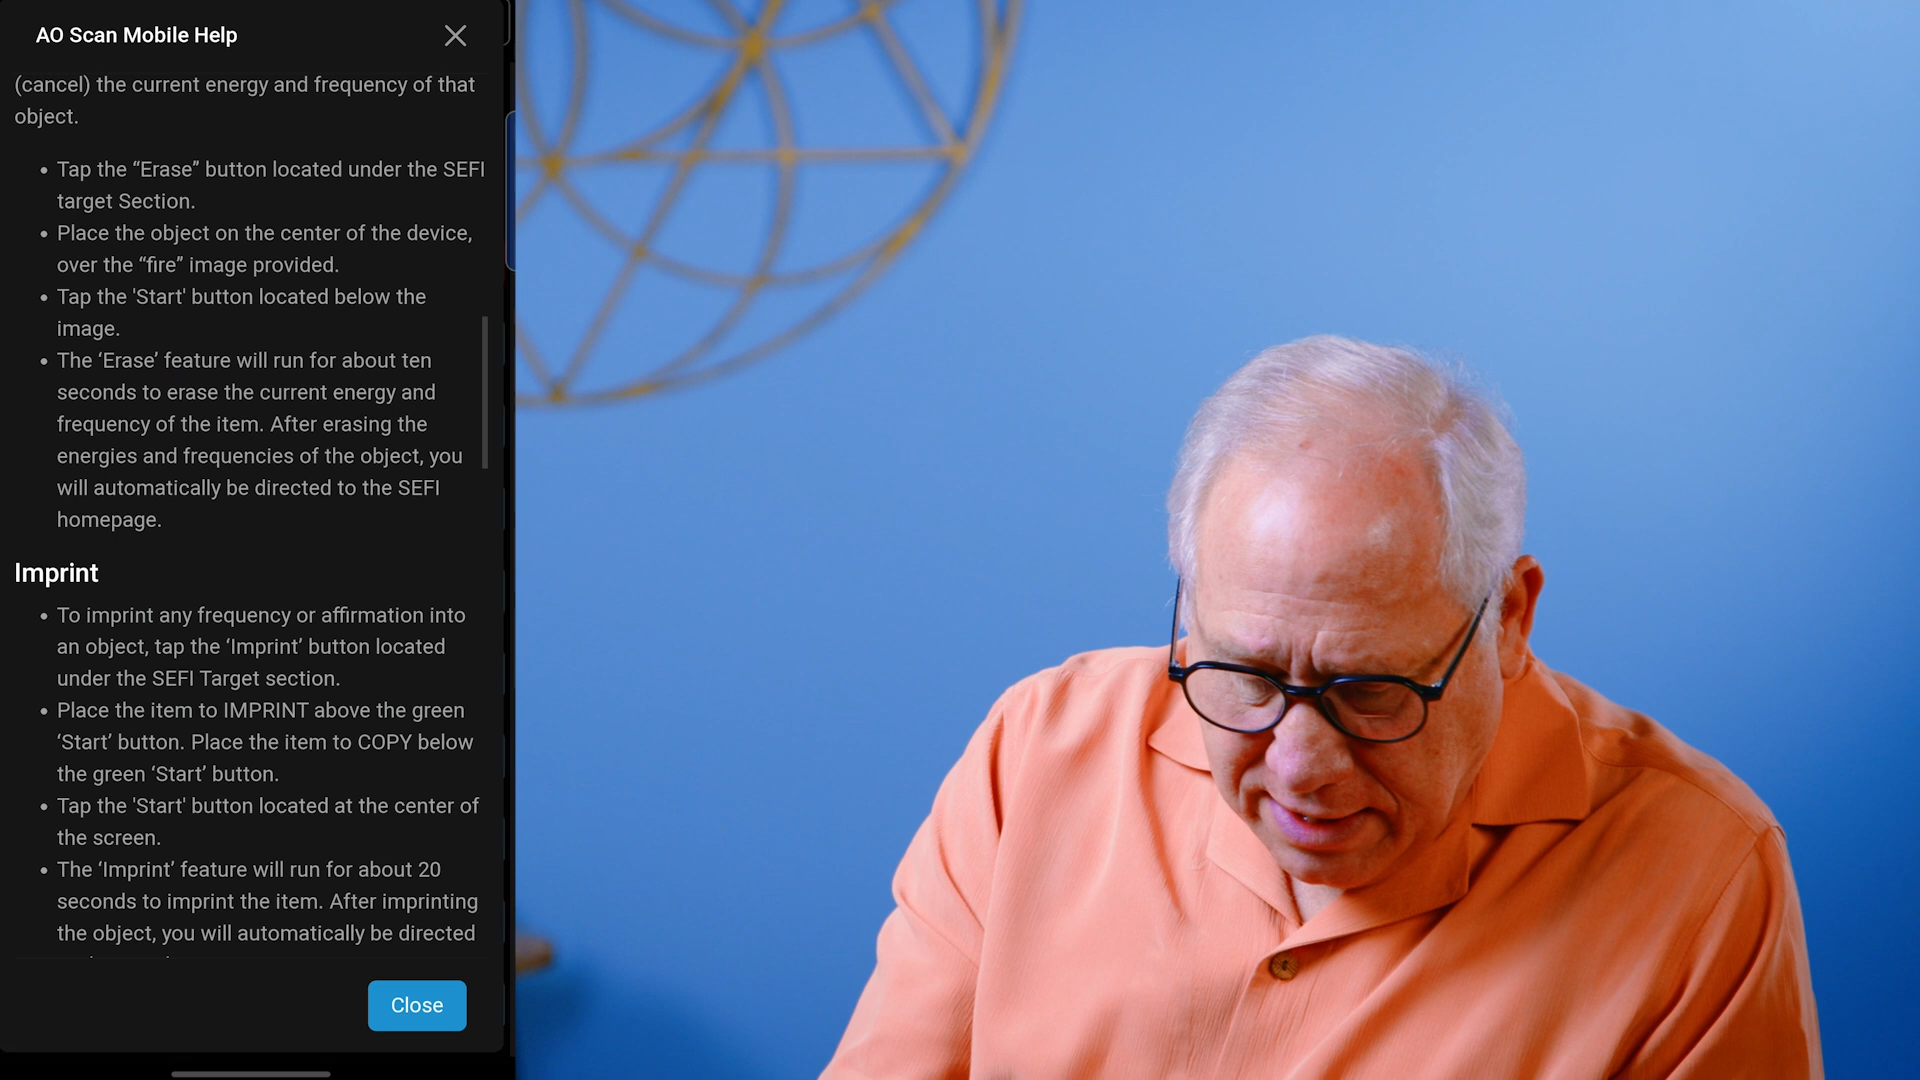 AO Scan Mobile Help
(cancel) the current energy and frequency of that
object.
Tap the “Erase” button located under the SEFI
target Section.
Place the object on the center of the device,
over the “fire” image provided.
Tap the 'Start' button located below the
image.
The ‘Erase’ feature will run for about ten
seconds to erase the current energy and
frequency of the item. After erasing the
energies and frequencies of the object, you
will automatically be directed to the SEFI
homepage.
Imprint
To imprint any frequency or affirmation into
an object, tap the ‘Imprint’ button located
under the SEFI Target section.
Place the item to IMPRINT above the green
‘Start’ button. Place the item to COPY below
the green ‘Start’ button.
Tap the 'Start' button located at the center of
the screen.
The ‘Imprint’ feature will run for about 20
seconds to imprint the item. After imprinting
the object, you will automatically be directed
Close